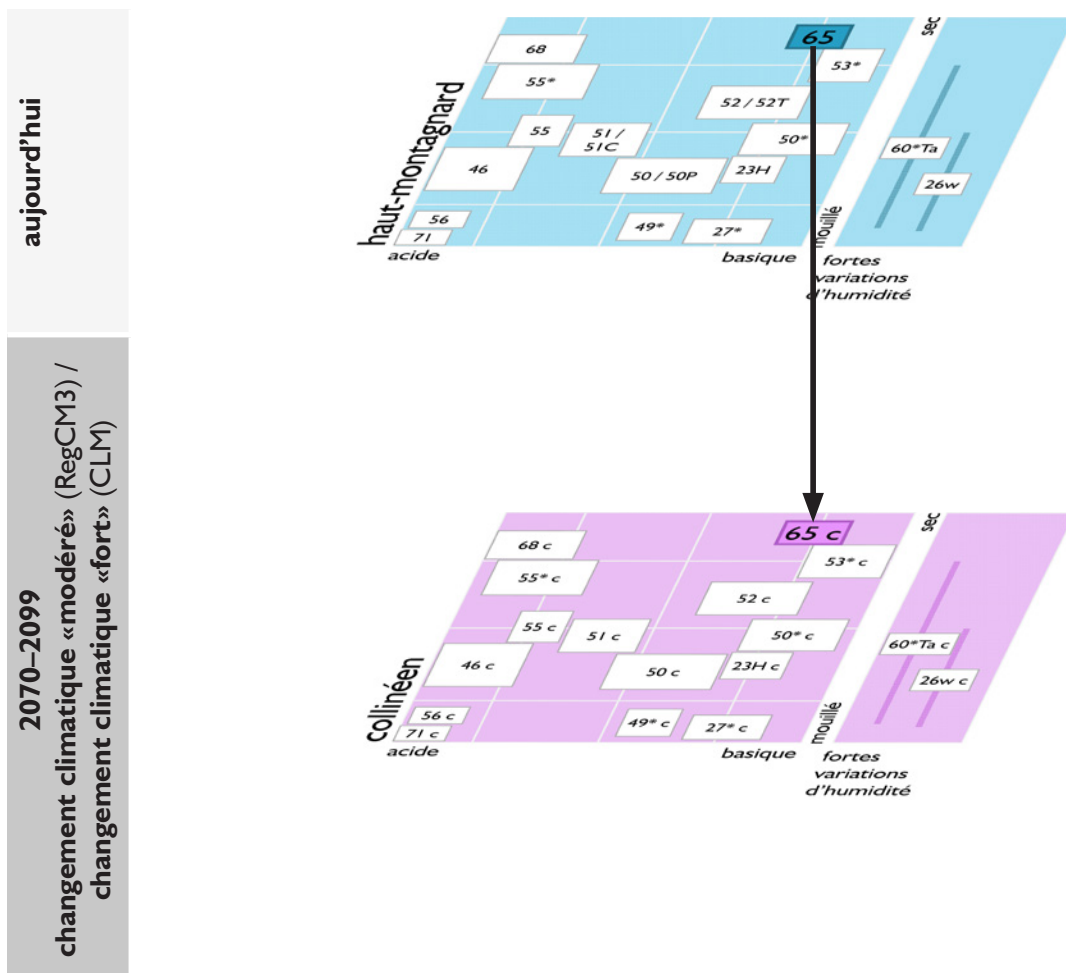 aujourd'hui
haut-montagnard
68
65
sec
53*
55*
52 / 52T
55
51 /
51C
50*
60*Ta
46
50 / 50P
23H
26w
56
71
49*
27*
mouillé
acide
basique
fortes
variations
d'humidité
2070–2099
changement climatique «modéré» (RegCM3) /
changement climatique «fort» (CLM)
collinéen
68 c
65 c
sec
53* c
55* c
52 c
55 c
51 c
50* c
60*Ta c
46 c
50 c
23H c
26w c
56 c
71 c
49* c
27* c
mouillé
acide
basique
fortes
variations
d'humidité